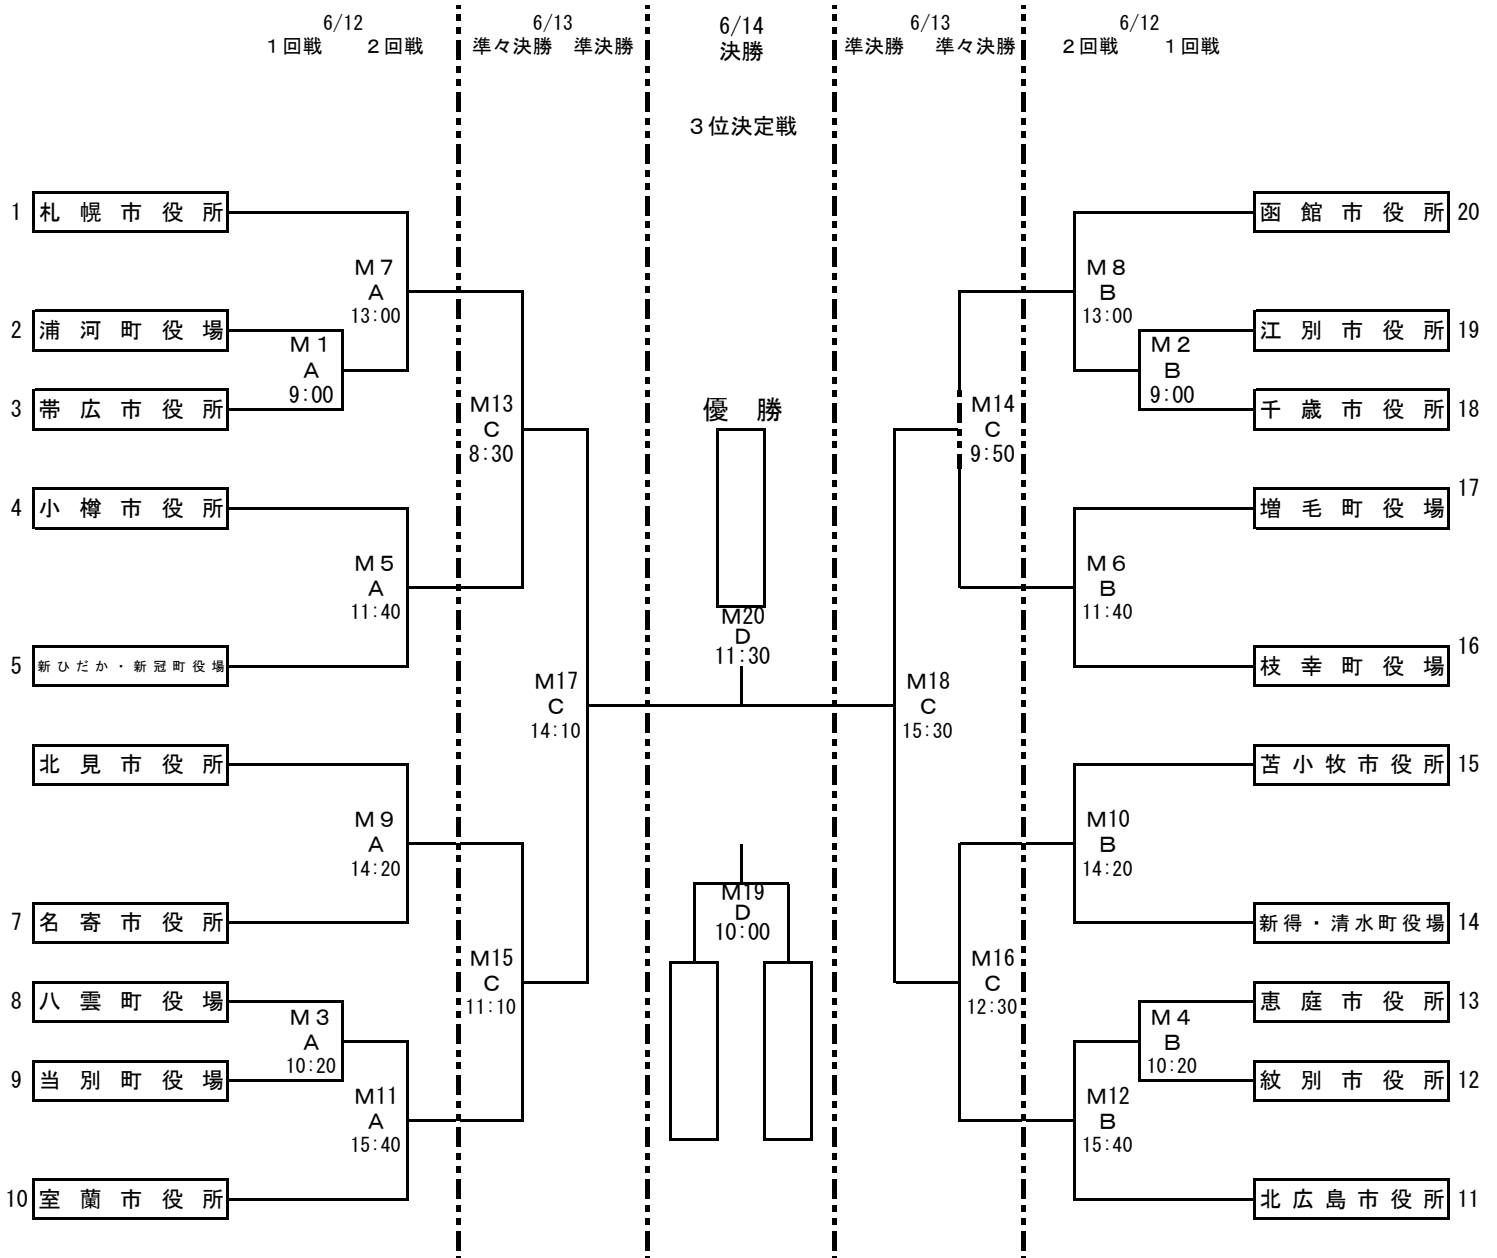 6/12
１回戦　２回戦
6/13
準々決勝　準決勝
6/14
決勝
6/13
準決勝　準々決勝
6/12
２回戦　１回戦
３位決定戦
1 札幌市役所
M７
A
13:00
2 浦河町役場
M１
A
9:00
3 帯広市役所
M13
C
8:30
4 小樽市役所
M５
A
11:40
5 新ひだか・新冠町役場
M17
C
14:10
北見市役所
M９
A
14:20
7 名寄市役所
M15
C
11:10
8 八雲町役場
M３
A
10:20
9 当別町役場
M11
A
15:40
10 室蘭市役所
優　勝
M20
D
11:30
M19
D
10:00
函館市役所 20
M８
B
13:00
江別市役所 19
M２
B
9:00
千歳市役所 18
M14
C
9:50
増毛町役場 17
M６
B
11:40
枝幸町役場 16
M18
C
15:30
苫小牧市役所 15
M10
B
14:20
新得・清水町役場 14
M16
C
12:30
恵庭市役所 13
M４
B
10:20
紋別市役所 12
M12
B
15:40
北広島市役所 11